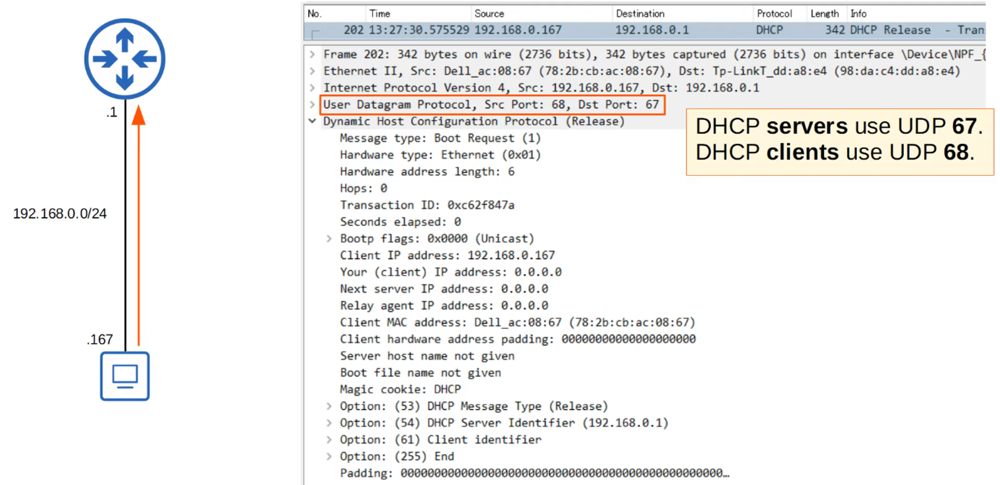 .1
192.168.0.0/24
.167
No. Time Source Destination Protocol Length Info
202 13:27:30.575529 192.168.0.167 192.168.0.1 DHCP 342 DHCP Release - Tran
Frame 202: 342 bytes on wire (2736 bits), 342 bytes captured (2736 bits) on interface \Device\NPF_{
Ethernet II, Src: Dell_ac:08:67 (78:2b:cb:ac:08:67), Dst: Tp-LinkT_dd:a8:e4 (98:da:c4:dd:a8:e4)
Internet Protocol Version 4, Src: 192.168.0.167, Dst: 192.168.0.1
User Datagram Protocol, Src Port: 68, Dst Port: 67
Dynamic Host Configuration Protocol (Release)
DHCP servers use UDP 67.
DHCP clients use UDP 68.
Message type: Boot Request (1)
Hardware type: Ethernet (0x01)
Hardware address length: 6
Hops: 0
Transaction ID: 0xc62f847a
Seconds elapsed: 0
Bootp flags: 0x0000 (Unicast)
Client IP address: 192.168.0.167
Your (client) IP address: 0.0.0.0
Next server IP address: 0.0.0.0
Relay agent IP address: 0.0.0.0
Client MAC address: Dell_ac:08:67 (78:2b:cb:ac:08:67)
Client hardware address padding: 00000000000000000000
Server host name not given
Boot file name not given
Magic cookie: DHCP
Option: (53) DHCP Message Type (Release)
Option: (54) DHCP Server Identifier (192.168.0.1)
Option: (61) Client identifier
Option: (255) End
Padding: 000000000000000000000000000000000000000000000000…